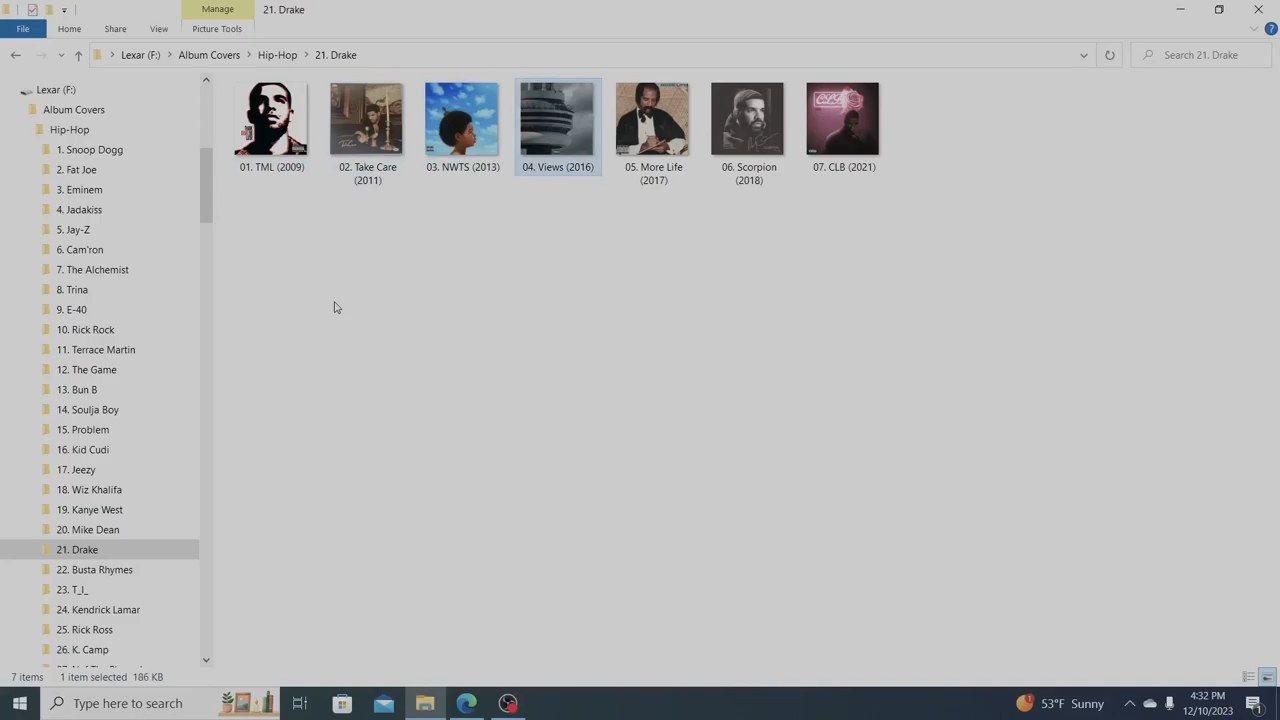 Manage
21. Drake
File
Home
Share
View
Picture Tools
Lexar (F:)
Album Covers
Hip-Hop
21. Drake
Search 21. Drake
Lexar (F:)
Album Covers
Hip-Hop
1. Snoop Dogg
2. Fat Joe
3. Eminem
4. Jadakiss
5. Jay-Z
6. Cam'ron
7. The Alchemist
8. Trina
9. E-40
10. Rick Rock
11. Terrace Martin
12. The Game
13. Bun B
14. Soulja Boy
15. Problem
16. Kid Cudi
17. Jeezy
18. Wiz Khalifa
19. Kanye West
20. Mike Dean
21. Drake
22. Busta Rhymes
23. T_I_
24. Kendrick Lamar
25. Rick Ross
26. K. Camp
01. TML (2009)
02. Take Care
(2011)
03. NWTS (2013)
04. Views (2016)
05. More Life
(2017)
06. Scorpion
(2018)
07. CLB (2021)
7 items
1 item selected
186 KB
Type here to search
53°F Sunny
4:32 PM
12/10/2023
1